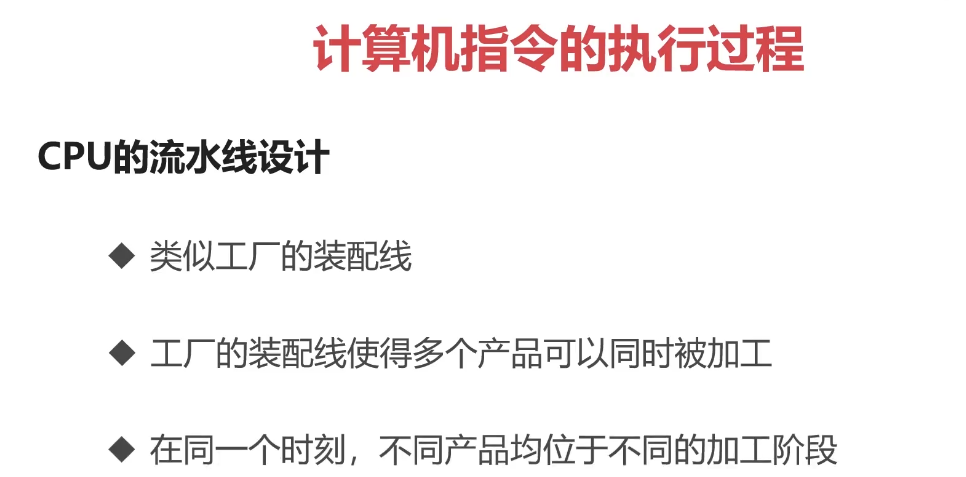 计算机指令的执行过程
CPU的流水线设计
◆ 类似工厂的装配线
◆ 工厂的装配线使得多个产品可以同时被加工
◆ 在同一个时刻，不同产品均位于不同的加工阶段